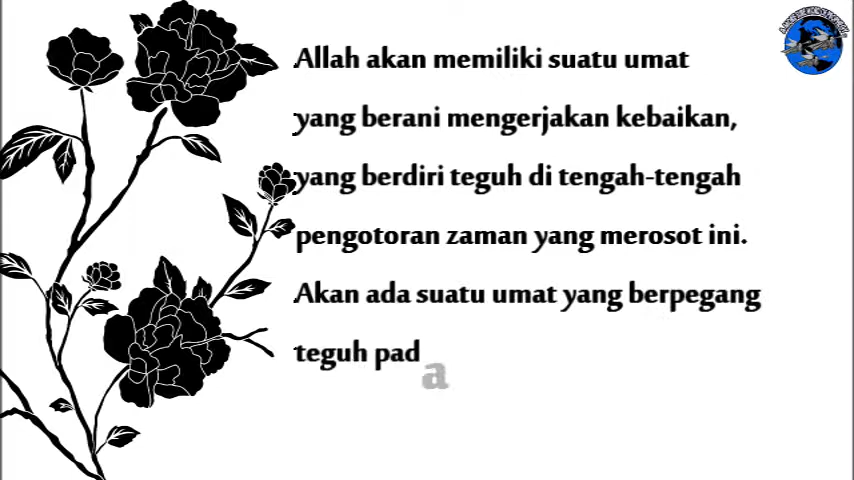 Allah akan memiliki suatu umat
yang berani mengerjakan kebaikan,
yang berdiri teguh di tengah-tengah
pengotoran zaman yang merosot ini.
Akan ada suatu umat yang berpegang
teguh pada